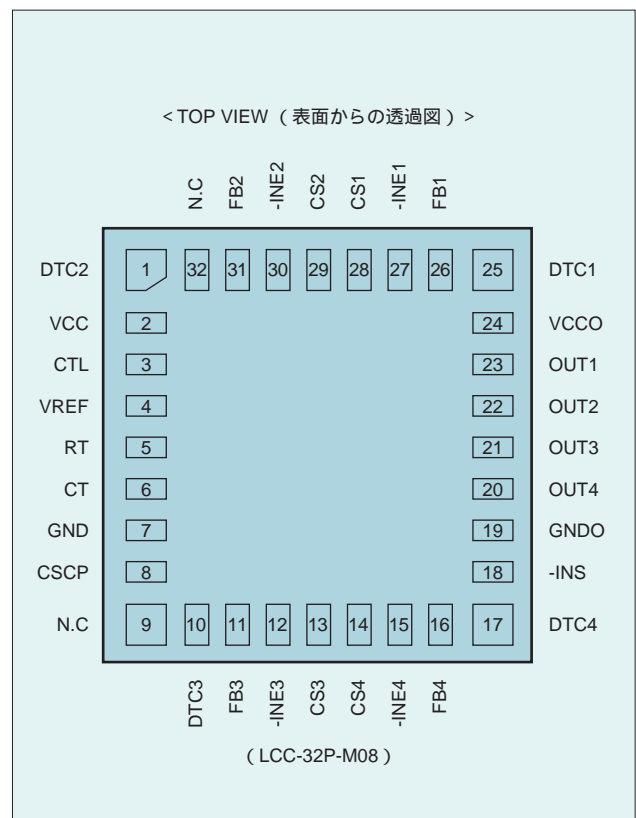 < TOP VIEW ( 表面からの透過図 ) >
N.C FB2 -INE2 CS2 CS1 -INE1 FB1
DTC2 1 32 31 30 29 28 27 26 25 DTC1
VCC 2 24 VCCO
CTL 3 23 OUT1
VREF 4 22 OUT2
RT 5 21 OUT3
CT 6 20 OUT4
GND 7 19 GNDO
CSCP 8 18 -INS
N.C 9 10 11 12 13 14 15 16 17 DTC4
DTC3 FB3 -INE3 CS3 CS4 -INE4 FB4
( LCC-32P-M08 )